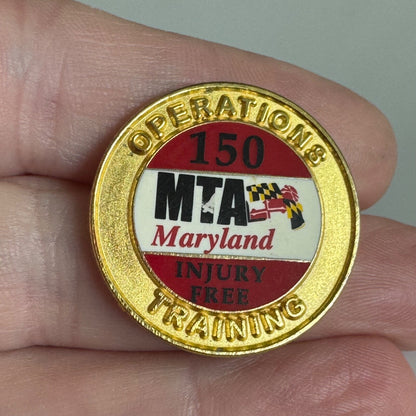 OPERATIONS
150
MTA
Maryland
INJURY
FREE
TRAINING